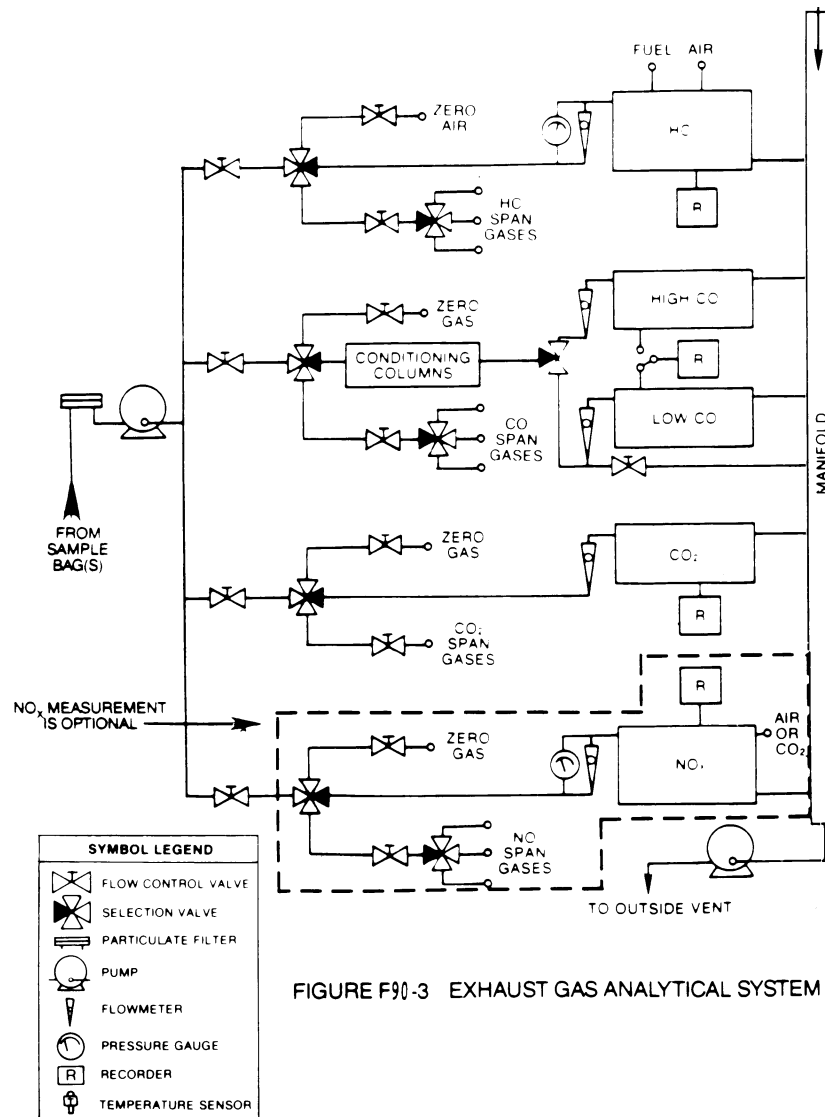 FUEL AIR
ZERO
AIR
HC
R
HC
SPAN
GASES
ZERO
GAS
HIGH CO
CONDITIONING
COLUMNS
R
LOW CO
CO
SPAN
GASES
MANIFOLD
FROM
SAMPLE
BAG(S)
ZERO
GAS
CO₂
R
CO₂
SPAN
GASES
NOₓ MEASUREMENT
IS OPTIONAL
R
ZERO
GAS
AIR
OR
CO₂
NOₓ
NO
SPAN
GASES
TO OUTSIDE VENT
SYMBOL LEGEND
FLOW CONTROL VALVE
SELECTION VALVE
PARTICULATE FILTER
PUMP
FLOWMETER
PRESSURE GAUGE
R RECORDER
TEMPERATURE SENSOR
FIGURE F90-3 EXHAUST GAS ANALYTICAL SYSTEM